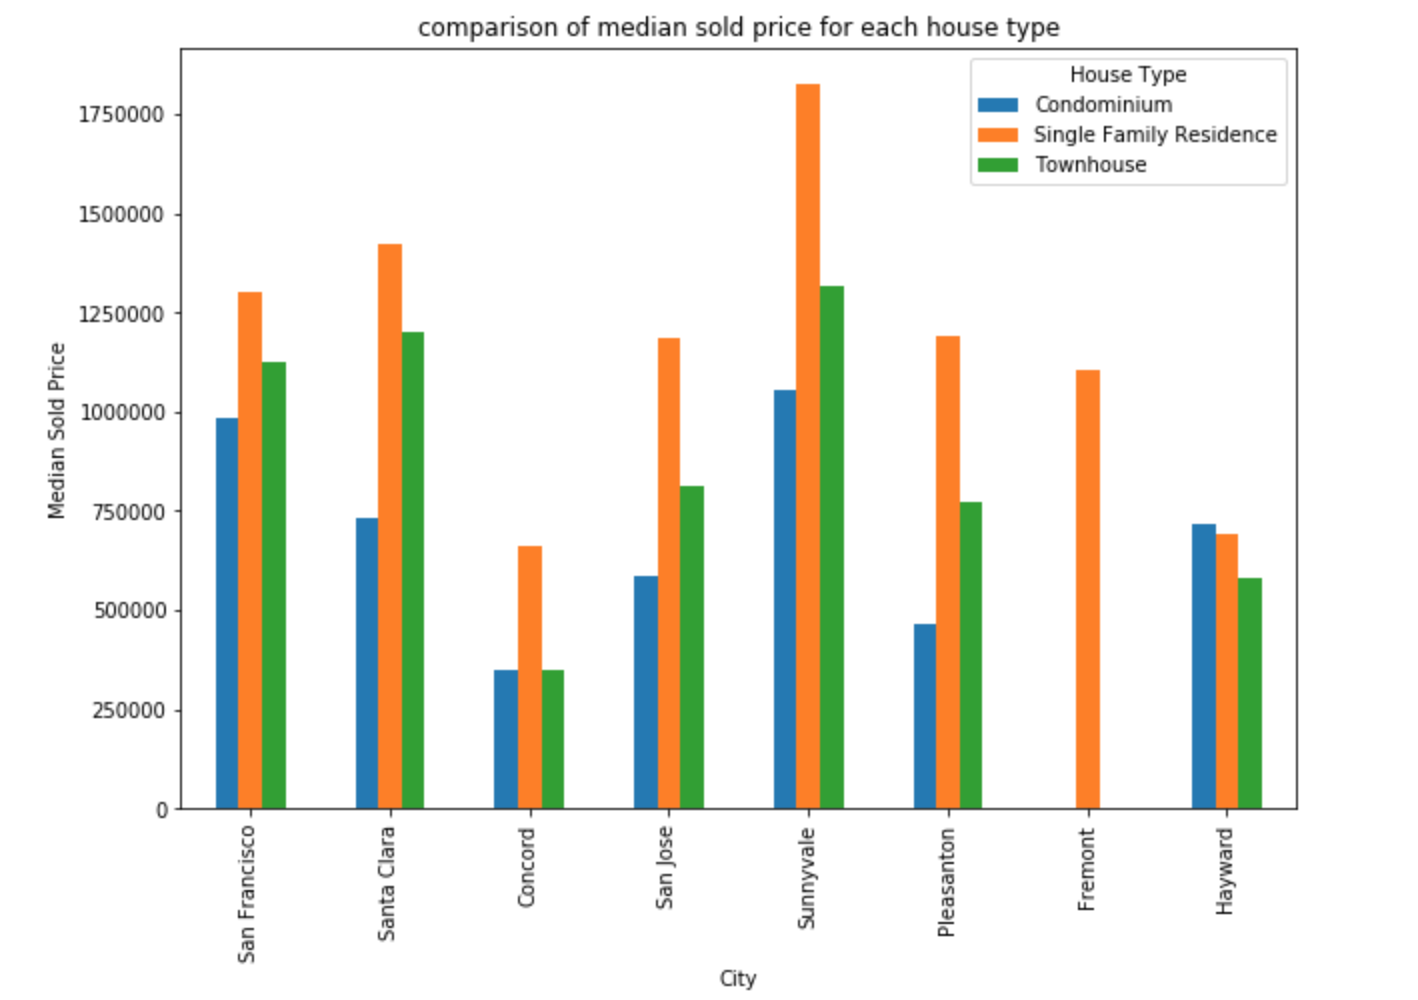 comparison of median sold price for each house type
House Type
Condominium
Single Family Residence
Townhouse
Median Sold Price
1750000
1500000
1250000
1000000
750000
500000
250000
0
San Francisco
Santa Clara
Concord
San Jose
Sunnyvale
Pleasanton
Fremont
Hayward
City